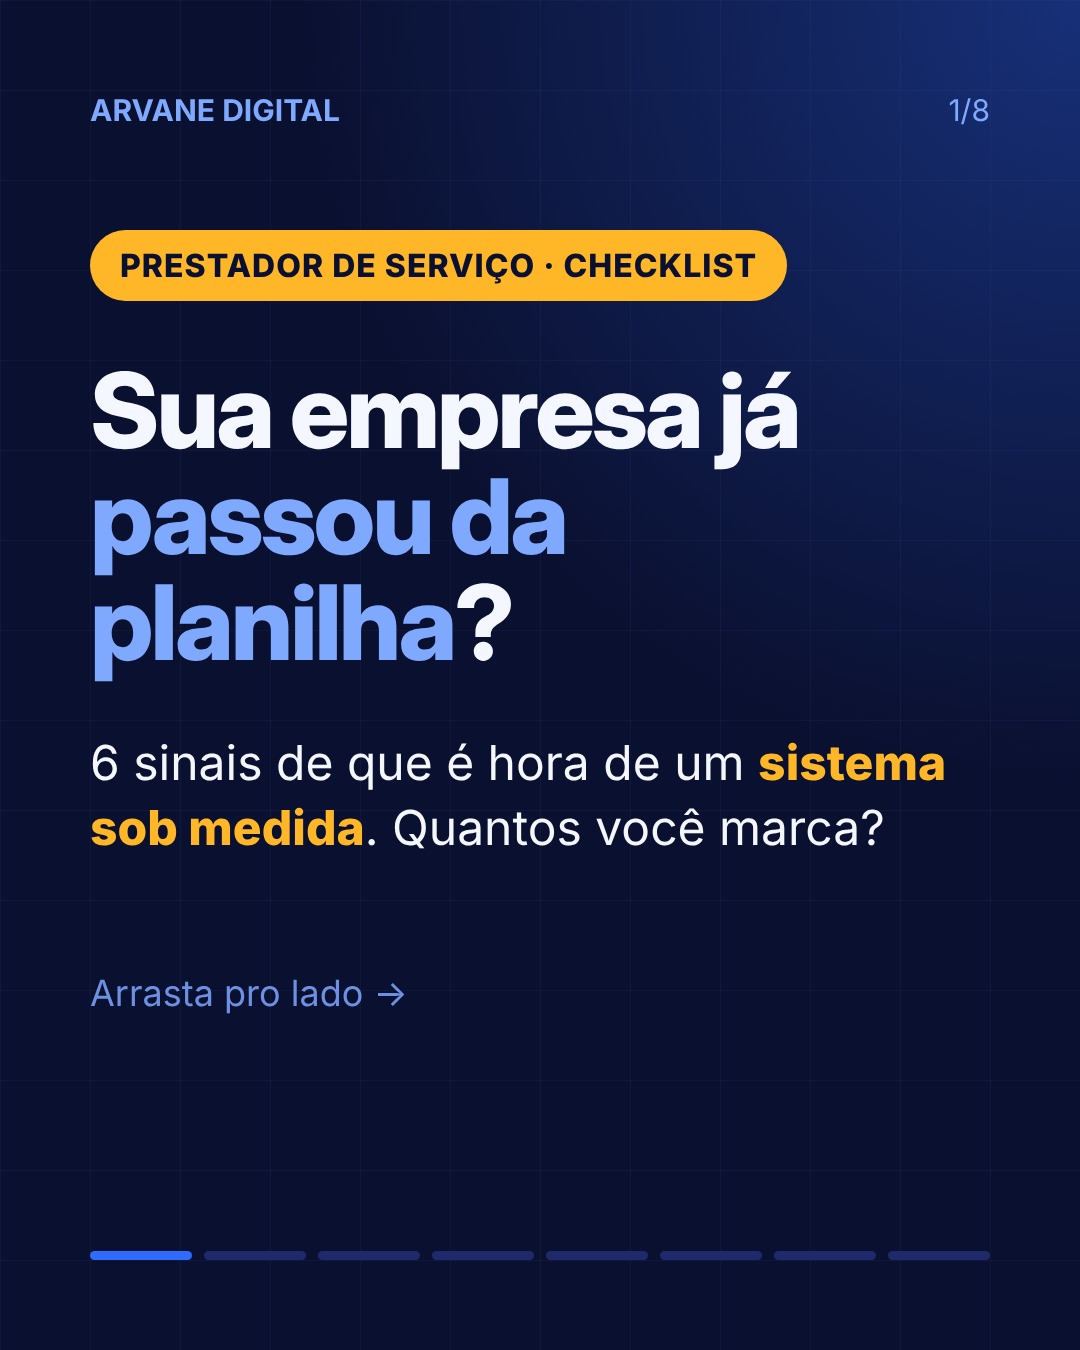 ARVANE DIGITAL
1/8
PRESTADOR DE SERVIÇO · CHECKLIST
Sua empresa já
passou da
planilha?
6 sinais de que é hora de um sistema
sob medida. Quantos você marca?
Arrasta pro lado →